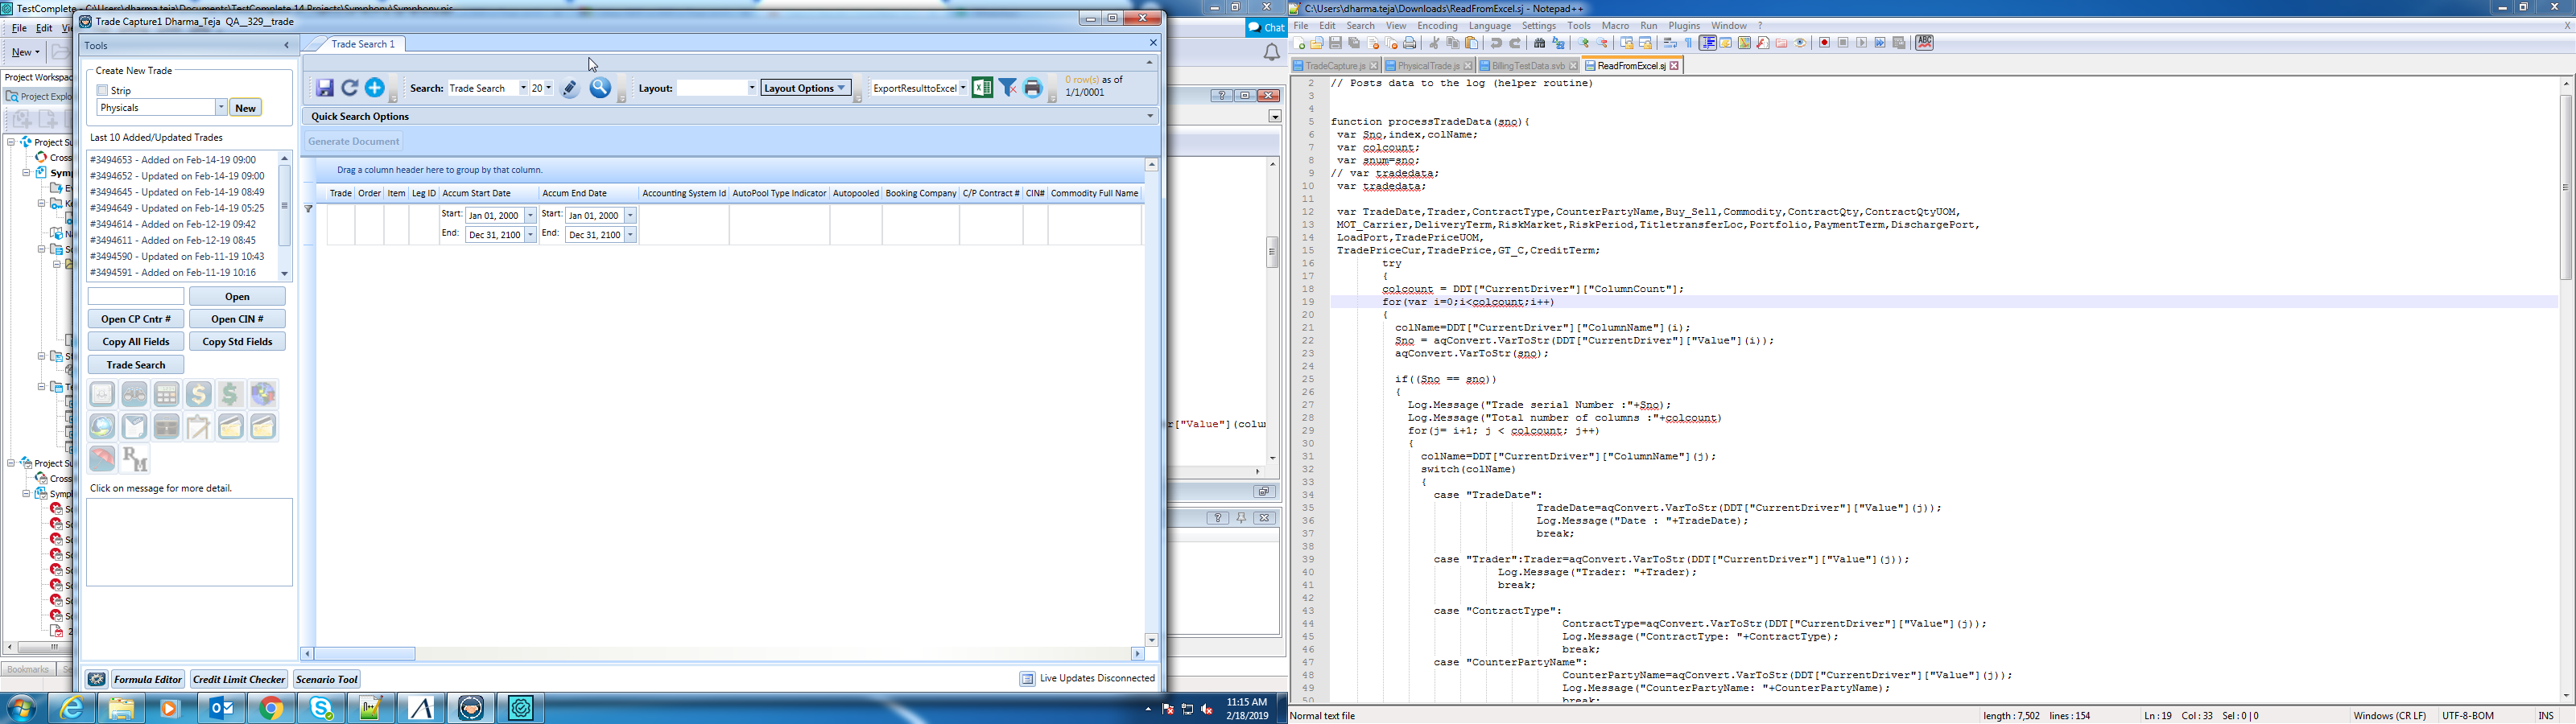 TestComplete - C:\Users\dharma.teja\Documents\TestComplete 14 Projects\Symphony\Symphony.pjs
File Edit
New
Project Workspa
Project Explo
Project Su
Cross
Symp
Project Su
Cross
Sympl
Bookmarks
Chat
r["Value"](colun
Trade Capture1 Dharma_Teja QA__329__trade
Tools
Create New Trade
Strip
Physicals
New
Last 10 Added/Updated Trades
#3494653 - Added on Feb-14-19 09:00
#3494652 - Updated on Feb-14-19 09:00
#3494645 - Updated on Feb-14-19 08:49
#3494649 - Updated on Feb-14-19 05:25
#3494614 - Added on Feb-12-19 09:42
#3494611 - Added on Feb-12-19 08:45
#3494590 - Updated on Feb-11-19 10:43
#3494591 - Added on Feb-11-19 10:16
Open
Open CP Cntr # Open CIN #
Copy All Fields Copy Std Fields
Trade Search
RM
Click on message for more detail.
Trade Search 1
Search: Trade Search 20 Layout: Layout Options ExportResulttoExcel 0 row(s) as of
1/1/0001
Quick Search Options
Generate Document
Drag a column header here to group by that column.
Trade Order Item Leg ID Accum Start Date Accum End Date Accounting System Id AutoPool Type Indicator Autopooled Booking Company C/P Contract # CIN# Commodity Full Name
Start: Jan 01, 2000 Start: Jan 01, 2000
End: Dec 31, 2100 End: Dec 31, 2100
Formula Editor Credit Limit Checker Scenario Tool
Live Updates Disconnected
11:15 AM
2/18/2019
C:\Users\dharma.teja\Downloads\ReadFromExcel.sj - Notepad++
File Edit Search View Encoding Language Settings Tools Macro Run Plugins Window ? X
TradeCapture.js PhysicalTrade.js BillingTestData.svb ReadFromExcel.sj
2 // Posts data to the log (helper routine)
3
4
5 function processTradeData(sno){
6 var Sno,index,colName;
7 var colcount;
8 var snum=sno;
9 // var tradedata;
10 var tradedata;
11
12 var TradeDate,Trader,ContractType,CounterPartyName,Buy_Sell,Commodity,ContractQty,ContractQtyUOM,
13 MOT_Carrier,DeliveryTerm,RiskMarket,RiskPeriod,TitletransferLoc,Portfolio,PaymentTerm,DischargePort,
14 LoadPort,TradePriceUOM,
15 TradePriceCur,TradePrice,GT_C,CreditTerm;
16 try
17 {
18 colcount = DDT["CurrentDriver"]["ColumnCount"];
19 for(var i=0;i<colcount;i++)
20 {
21 colName=DDT["CurrentDriver"]["ColumnName"](i);
22 Sno = aqConvert.VarToStr(DDT["CurrentDriver"]["Value"](i));
23 aqConvert.VarToStr(sno);
24
25 if((Sno == sno))
26 {
27 Log.Message("Trade serial Number :"+Sno);
28 Log.Message("Total number of columns :"+colcount)
29 for(j= i+1; j < colcount; j++)
30 {
31 colName=DDT["CurrentDriver"]["ColumnName"](j);
32 switch(colName)
33 {
34 case "TradeDate":
35 TradeDate=aqConvert.VarToStr(DDT["CurrentDriver"]["Value"](j));
36 Log.Message("Date : "+TradeDate);
37 break;
38
39 case "Trader":Trader=aqConvert.VarToStr(DDT["CurrentDriver"]["Value"](j));
40 Log.Message("Trader: "+Trader);
41 break;
42
43 case "ContractType":
44 ContractType=aqConvert.VarToStr(DDT["CurrentDriver"]["Value"](j));
45 Log.Message("ContractType: "+ContractType);
46 break;
47 case "CounterPartyName":
48 CounterPartyName=aqConvert.VarToStr(DDT["CurrentDriver"]["Value"](j));
49 Log.Message("CounterPartyName: "+CounterPartyName);
50 break;
Normal text file length : 7,502 lines : 154 Ln : 19 Col : 33 Sel : 0 | 0 Windows (CR LF) UTF-8-BOM INS